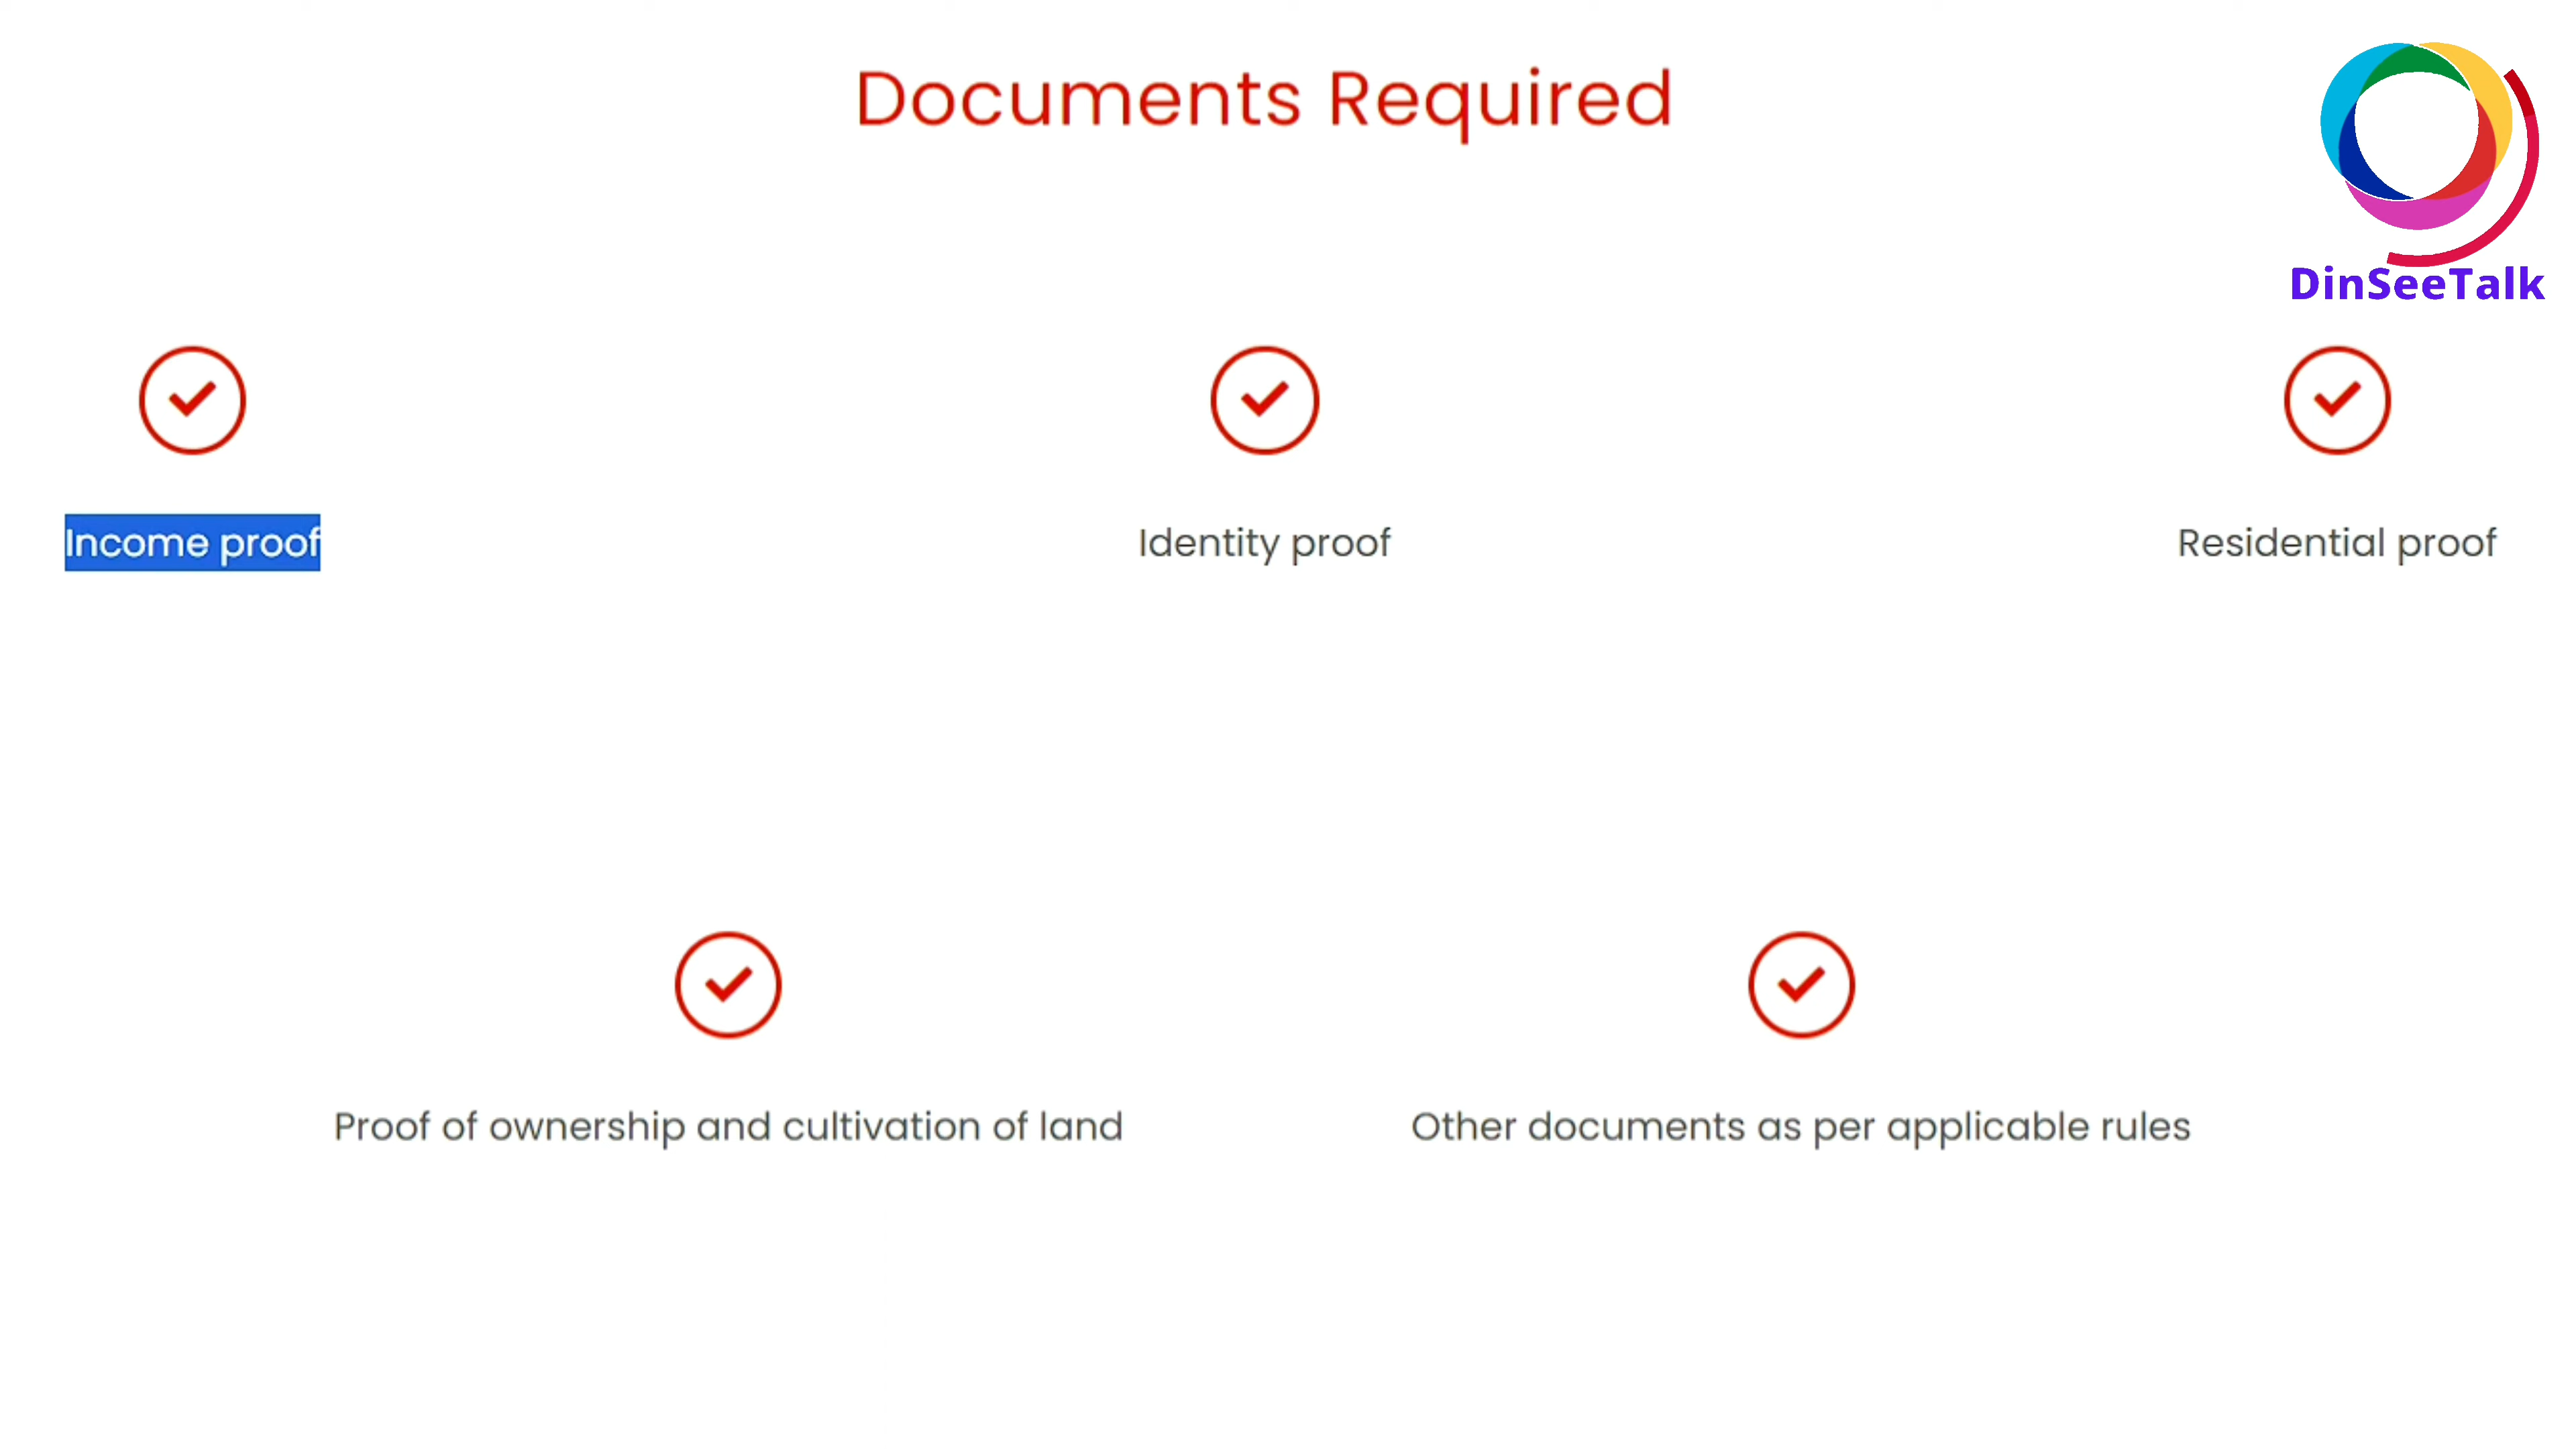 Documents Required
DinSeeTalk
Income proof
Identity proof
Residential proof
Proof of ownership and cultivation of land
Other documents as per applicable rules